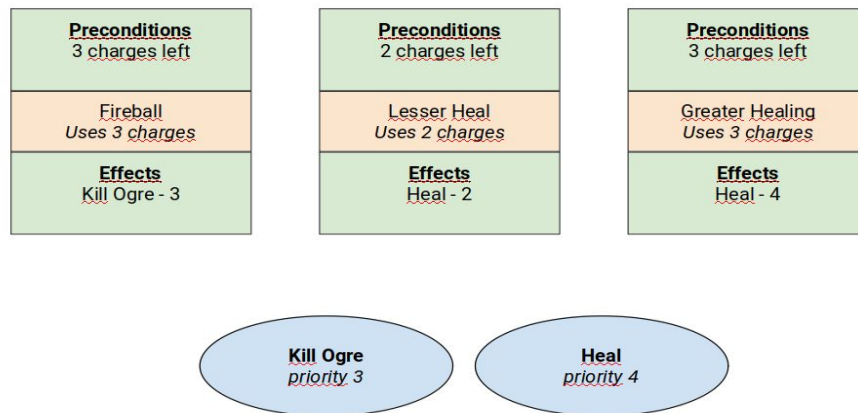 Preconditions
3 charges left
Fireball
Uses 3 charges
Effects
Kill Ogre - 3
Preconditions
2 charges left
Lesser Heal
Uses 2 charges
Effects
Heal - 2
Preconditions
3 charges left
Greater Healing
Uses 3 charges
Effects
Heal - 4
Kill Ogre
priority 3
Heal
priority 4